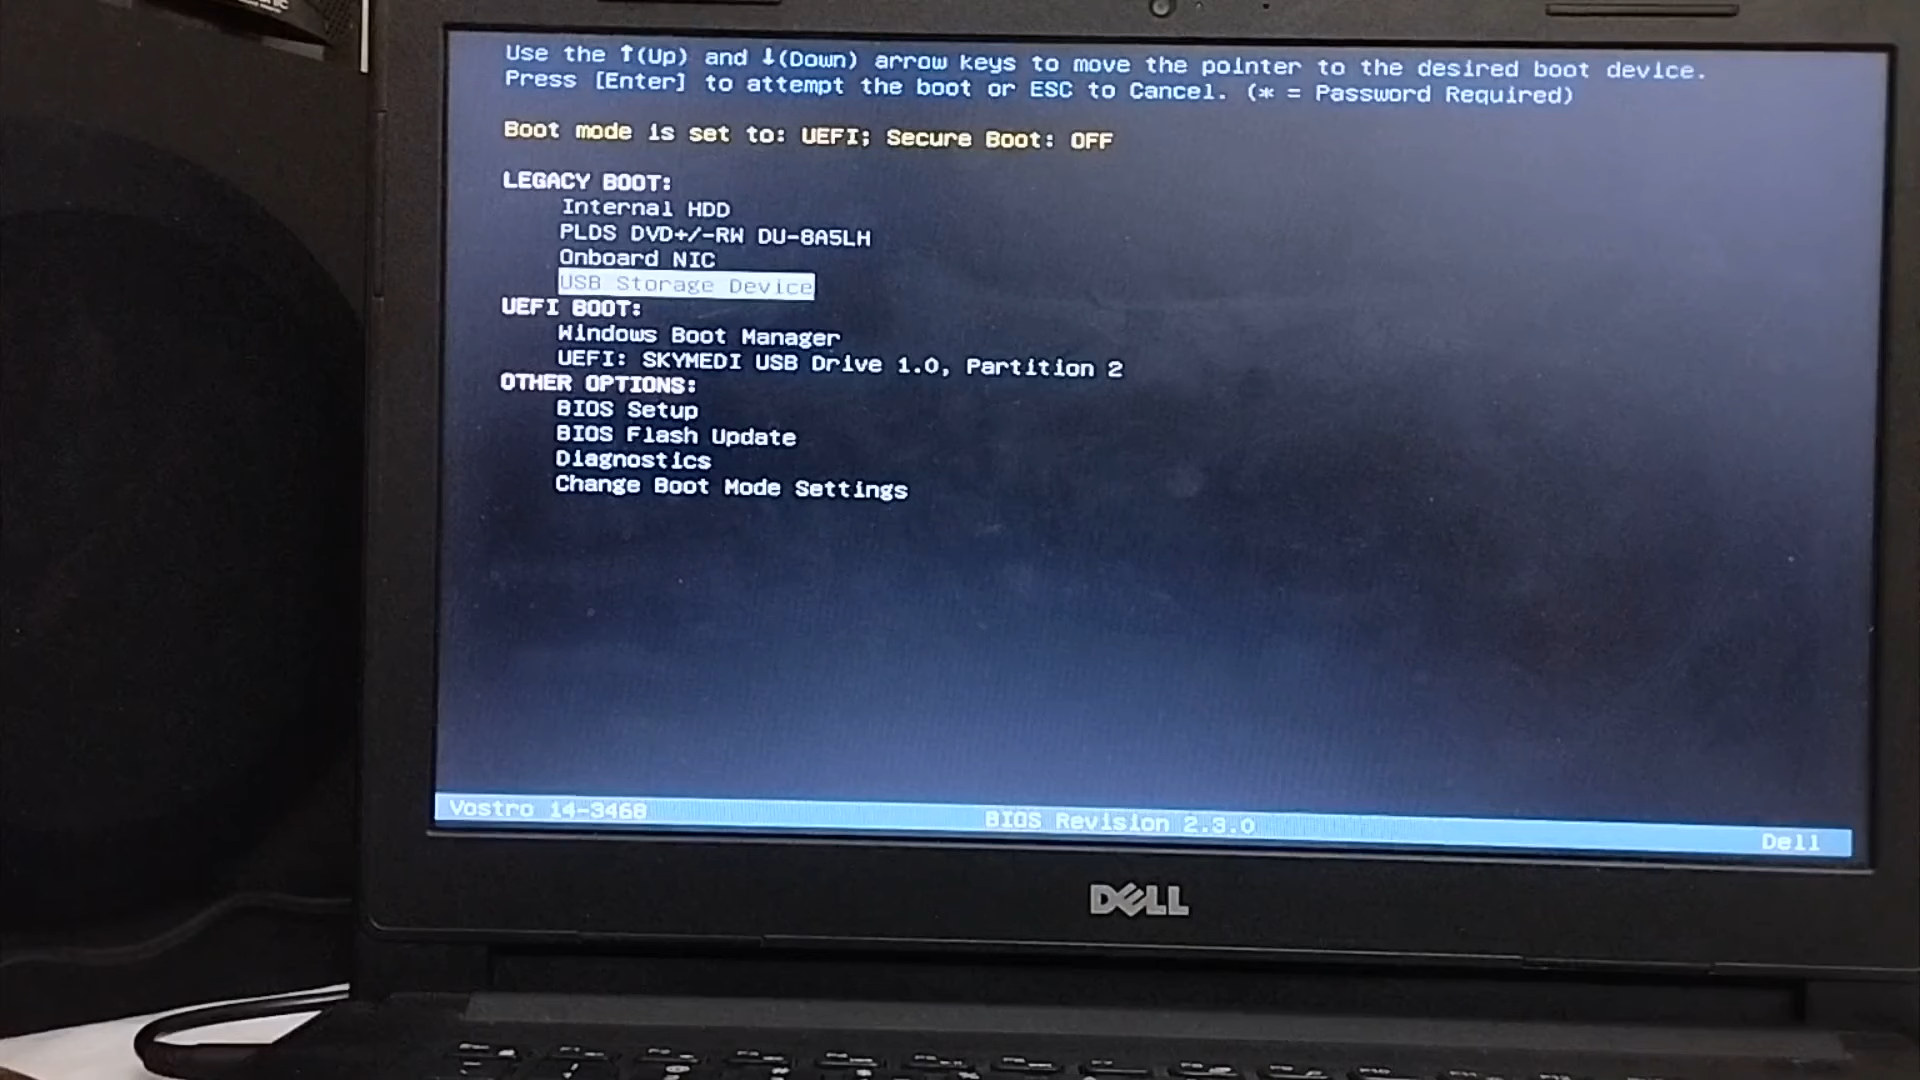 Use the ↑(Up) and ↓(Down) arrow keys to move the pointer to the desired boot device.
Press [Enter] to attempt the boot or ESC to Cancel. (* = Password Required)
Boot mode is set to: UEFI; Secure Boot: OFF
LEGACY BOOT:
Internal HDD
PLDS DVD+/-RW DU-8A5LH
Onboard NIC
USB Storage Device
UEFI BOOT:
Windows Boot Manager
UEFI: SKYMEDI USB Drive 1.0, Partition 2
OTHER OPTIONS:
BIOS Setup
BIOS Flash Update
Diagnostics
Change Boot Mode Settings
Vostro 14-3468 BIOS Revision 2.3.0 Dell
DELL